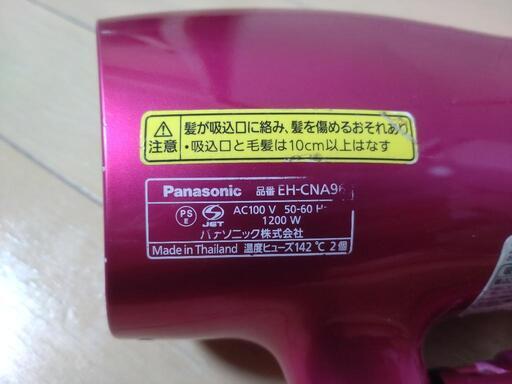 髪が吸込口に絡み、髪を傷めるおそれあり
注意 ・吸込口と毛髪は10cm以上はなす
Panasonic 品番 EH-CNA96
PS E JET AC100 V 50-60 H
1200 W
パナソニック株式会社
Made in Thailand 温度ヒューズ142℃ 2個